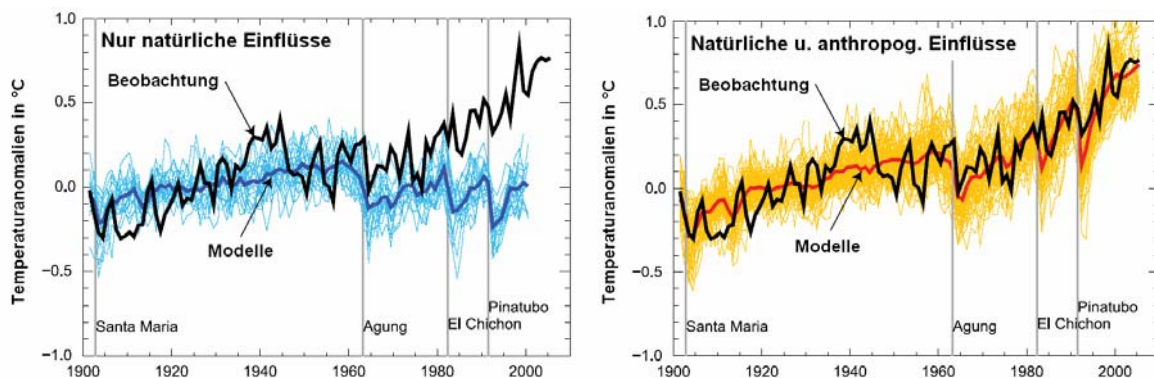 Temperaturanomalien in °C
1.0
0.5
0.0
−0.5
−1.0
Nur natürliche Einflüsse
Beobachtung
Modelle
Santa Maria
Agung
El Chichon
Pinatubo
1900 1920 1940 1960 1980 2000
Temperaturanomalien in °C
1.0
0.5
0.0
−0.5
−1.0
Natürliche u. anthropog. Einflüsse
Beobachtung
Modelle
Santa Maria
Agung
El Chichon
Pinatubo
1900 1920 1940 1960 1980 2000